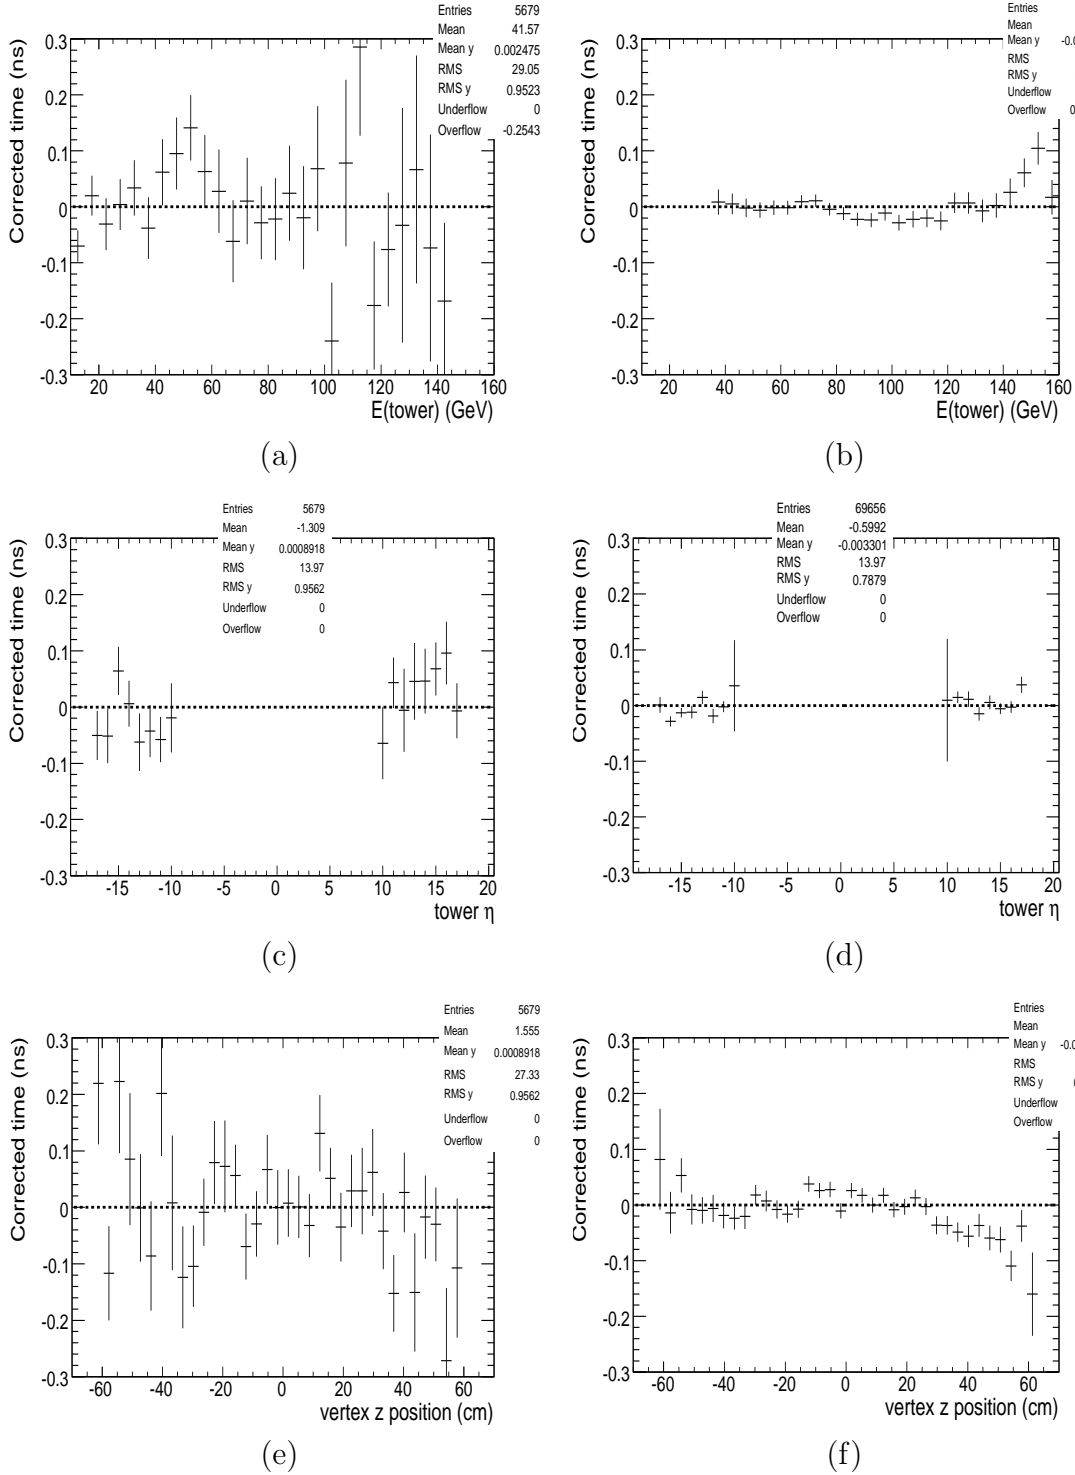 Entries 5679
Mean 41.57
Mean y 0.002475
RMS 29.05
RMS y 0.9523
Underflow 0
Overflow -0.2543
Corrected time (ns)
0.3
0.2
0.1
0
-0.1
-0.2
-0.3
20 40 60 80 100 120 140 160
E(tower) (GeV)
(a)
Entries
Mean
Mean y -0.0
RMS
RMS y
Underflow
Overflow 0
Corrected time (ns)
0.3
0.2
0.1
0
-0.1
-0.2
-0.3
20 40 60 80 100 120 140 160
E(tower) (GeV)
(b)
Entries 5679
Mean -1.309
Mean y 0.0008918
RMS 13.97
RMS y 0.9562
Underflow 0
Overflow 0
Corrected time (ns)
0.3
0.2
0.1
0
-0.1
-0.2
-0.3
-15 -10 -5 0 5 10 15 20
tower η
(c)
Entries 69656
Mean -0.5992
Mean y -0.003301
RMS 13.97
RMS y 0.7879
Underflow 0
Overflow 0
Corrected time (ns)
0.3
0.2
0.1
0
-0.1
-0.2
-0.3
-15 -10 -5 0 5 10 15 20
tower η
(d)
Entries 5679
Mean 1.555
Mean y 0.0008918
RMS 27.33
RMS y 0.9562
Underflow 0
Overflow 0
Corrected time (ns)
0.3
0.2
0.1
0
-0.1
-0.2
-0.3
-60 -40 -20 0 20 40 60
vertex z position (cm)
(e)
Entries
Mean
Mean y -0.0
RMS
RMS y
Underflow
Overflow
Corrected time (ns)
0.3
0.2
0.1
0
-0.1
-0.2
-0.3
-60 -40 -20 0 20 40 60
vertex z position (cm)
(f)